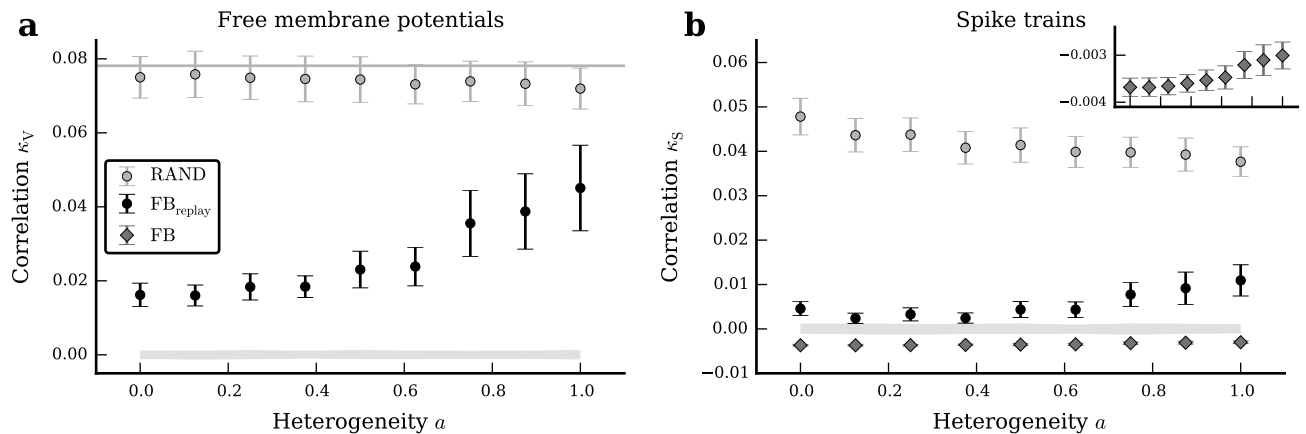 a
Free membrane potentials
0.08
0.06
0.04
0.02
0.00
Correlation κV
RAND
FBreplay
FB
0.0
0.2
0.4
0.6
0.8
1.0
Heterogeneity a
b
Spike trains
−0.003
−0.004
0.06
0.05
0.04
0.03
0.02
0.01
0.00
−0.01
Correlation κS
0.0
0.2
0.4
0.6
0.8
1.0
Heterogeneity a